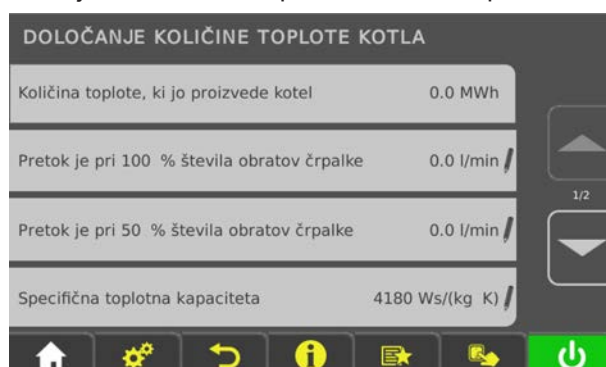 DOLOČANJE KOLIČINE TOPLOTE KOTLA
Količina toplote, ki jo proizvede kotel 0.0 MWh
Pretok je pri 100 % števila obratov črpalke 0.0 l/min
1/2
Pretok je pri 50 % števila obratov črpalke 0.0 l/min
Specifična toplotna kapaciteta 4180 Ws/(kg K)